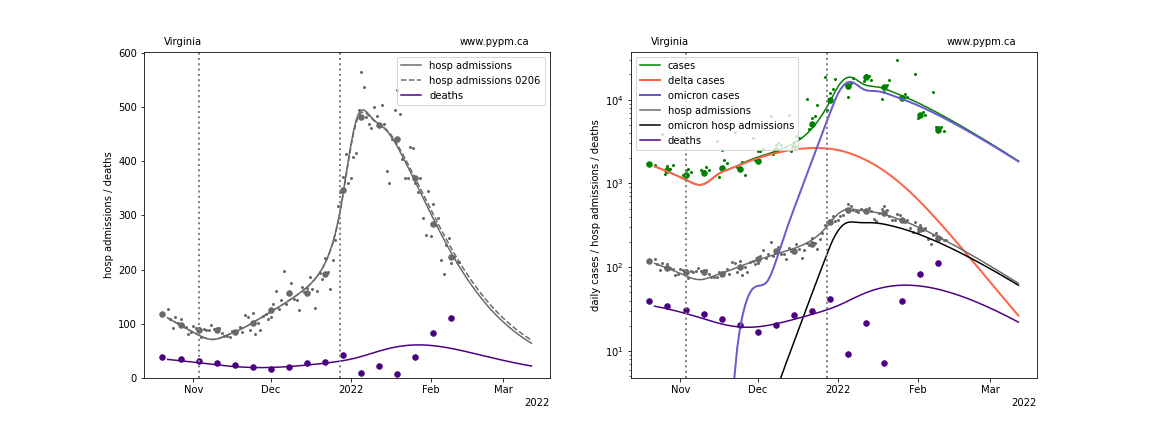 Virginia
www.pypm.ca
hosp admissions / deaths
600
500
400
300
200
100
0
hosp admissions
hosp admissions 0206
deaths
Nov
Dec
2022
Feb
Mar
2022
Virginia
www.pypm.ca
daily cases / hosp admissions / deaths
10⁴
10³
10²
10¹
cases
delta cases
omicron cases
hosp admissions
omicron hosp admissions
deaths
Nov
Dec
2022
Feb
Mar
2022